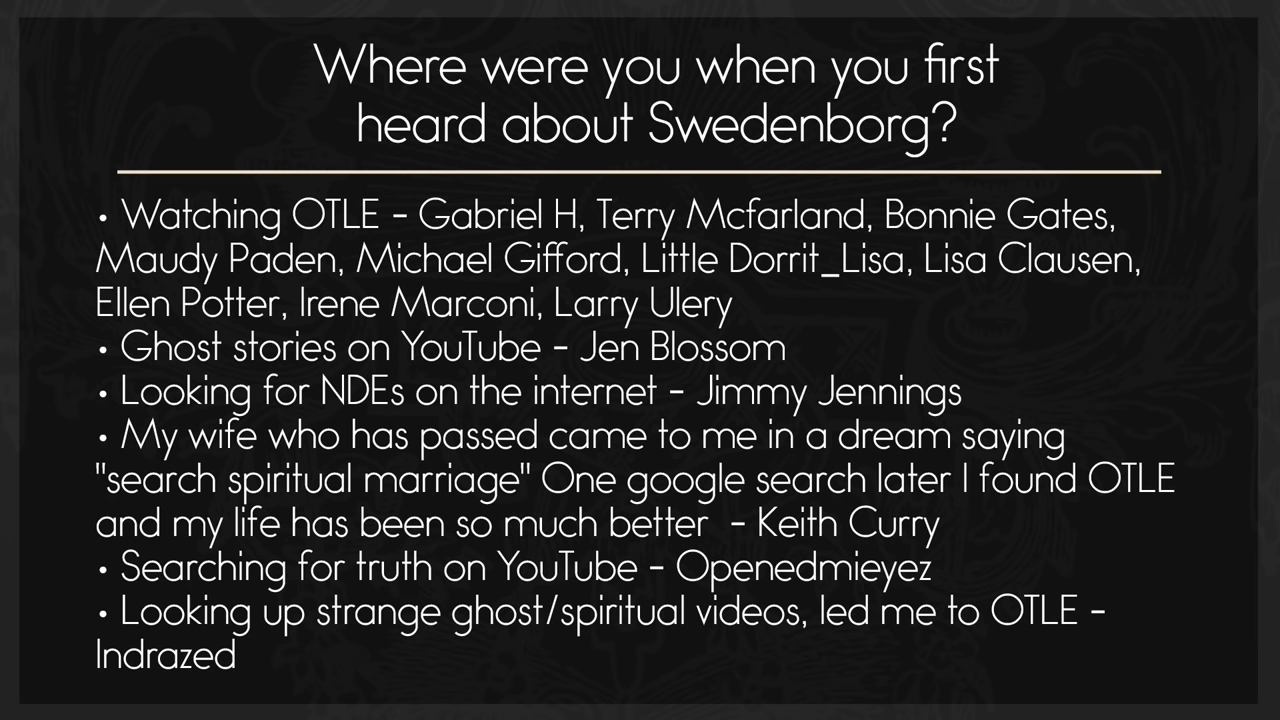 Where were you when you first
heard about Swedenborg?
• Watching OTLE - Gabriel H, Terry Mcfarland, Bonnie Gates,
Maudy Paden, Michael Gifford, Little Dorrit_Lisa, Lisa Clausen,
Ellen Potter, Irene Marconi, Larry Ulery
• Ghost stories on YouTube - Jen Blossom
• Looking for NDEs on the internet - Jimmy Jennings
• My wife who has passed came to me in a dream saying
"search spiritual marriage" One google search later I found OTLE
and my life has been so much better  - Keith Curry
• Searching for truth on YouTube - Openedmieyez
• Looking up strange ghost/spiritual videos, led me to OTLE -
Indrazed